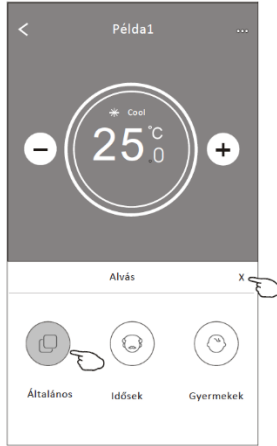 Példa1
...
Cool
25.0 °C
Alvás X
Általános Idősek Gyermekek